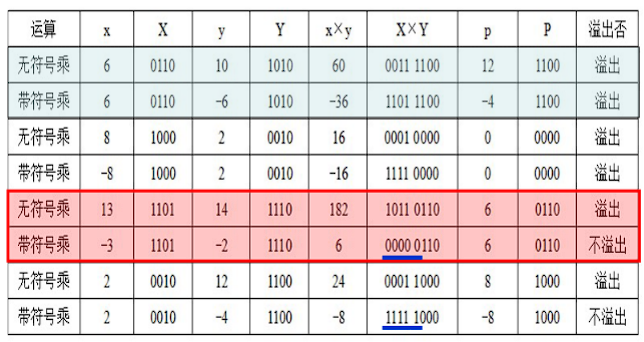 运算 x X y Y x×y X×Y p P 溢出否
无符号乘 6 0110 10 1010 60 0011 1100 12 1100 溢出
带符号乘 6 0110 -6 1010 -36 1101 1100 -4 1100 溢出
无符号乘 8 1000 2 0010 16 0001 0000 0 0000 溢出
带符号乘 -8 1000 2 0010 -16 1111 0000 0 0000 溢出
无符号乘 13 1101 14 1110 182 1011 0110 6 0110 溢出
带符号乘 -3 1101 -2 1110 6 0000 0110 6 0110 不溢出
无符号乘 2 0010 12 1100 24 0001 1000 8 1000 溢出
带符号乘 2 0010 -4 1100 -8 1111 1000 -8 1000 不溢出